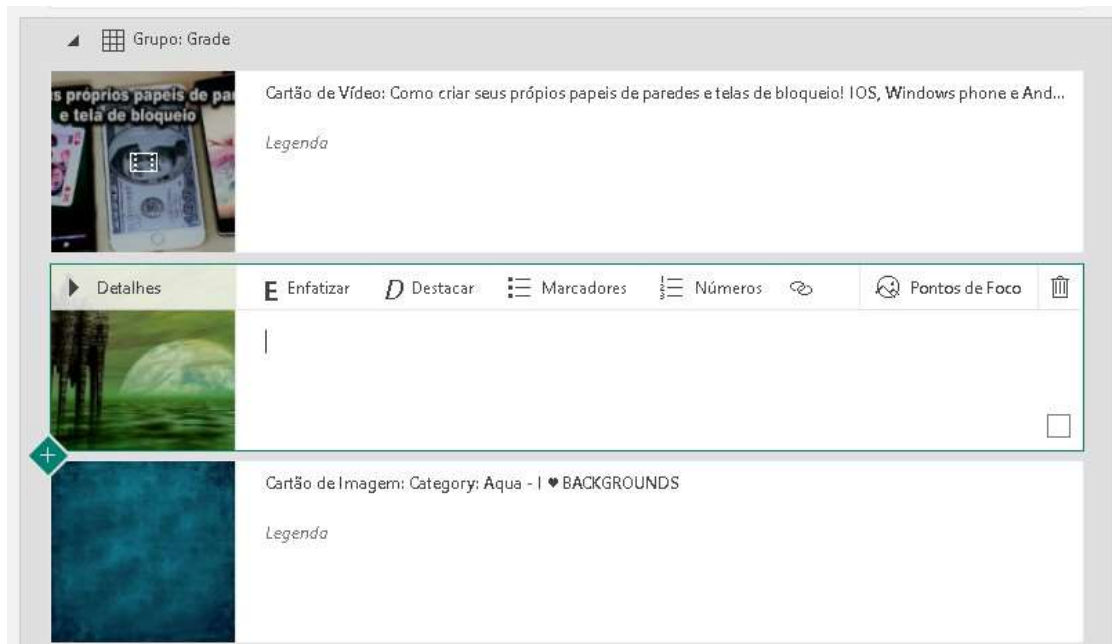 Grupo: Grade
s próprios papeis de par
e tela de bloqueio
Cartão de Vídeo: Como criar seus própios papeis de paredes e telas de bloqueio! IOS, Windows phone e And...
Legenda
Detalhes
E Enfatizar D Destacar Marcadores Números Pontos de Foco
Cartão de Imagem: Category: Aqua - I ♥ BACKGROUNDS
Legenda